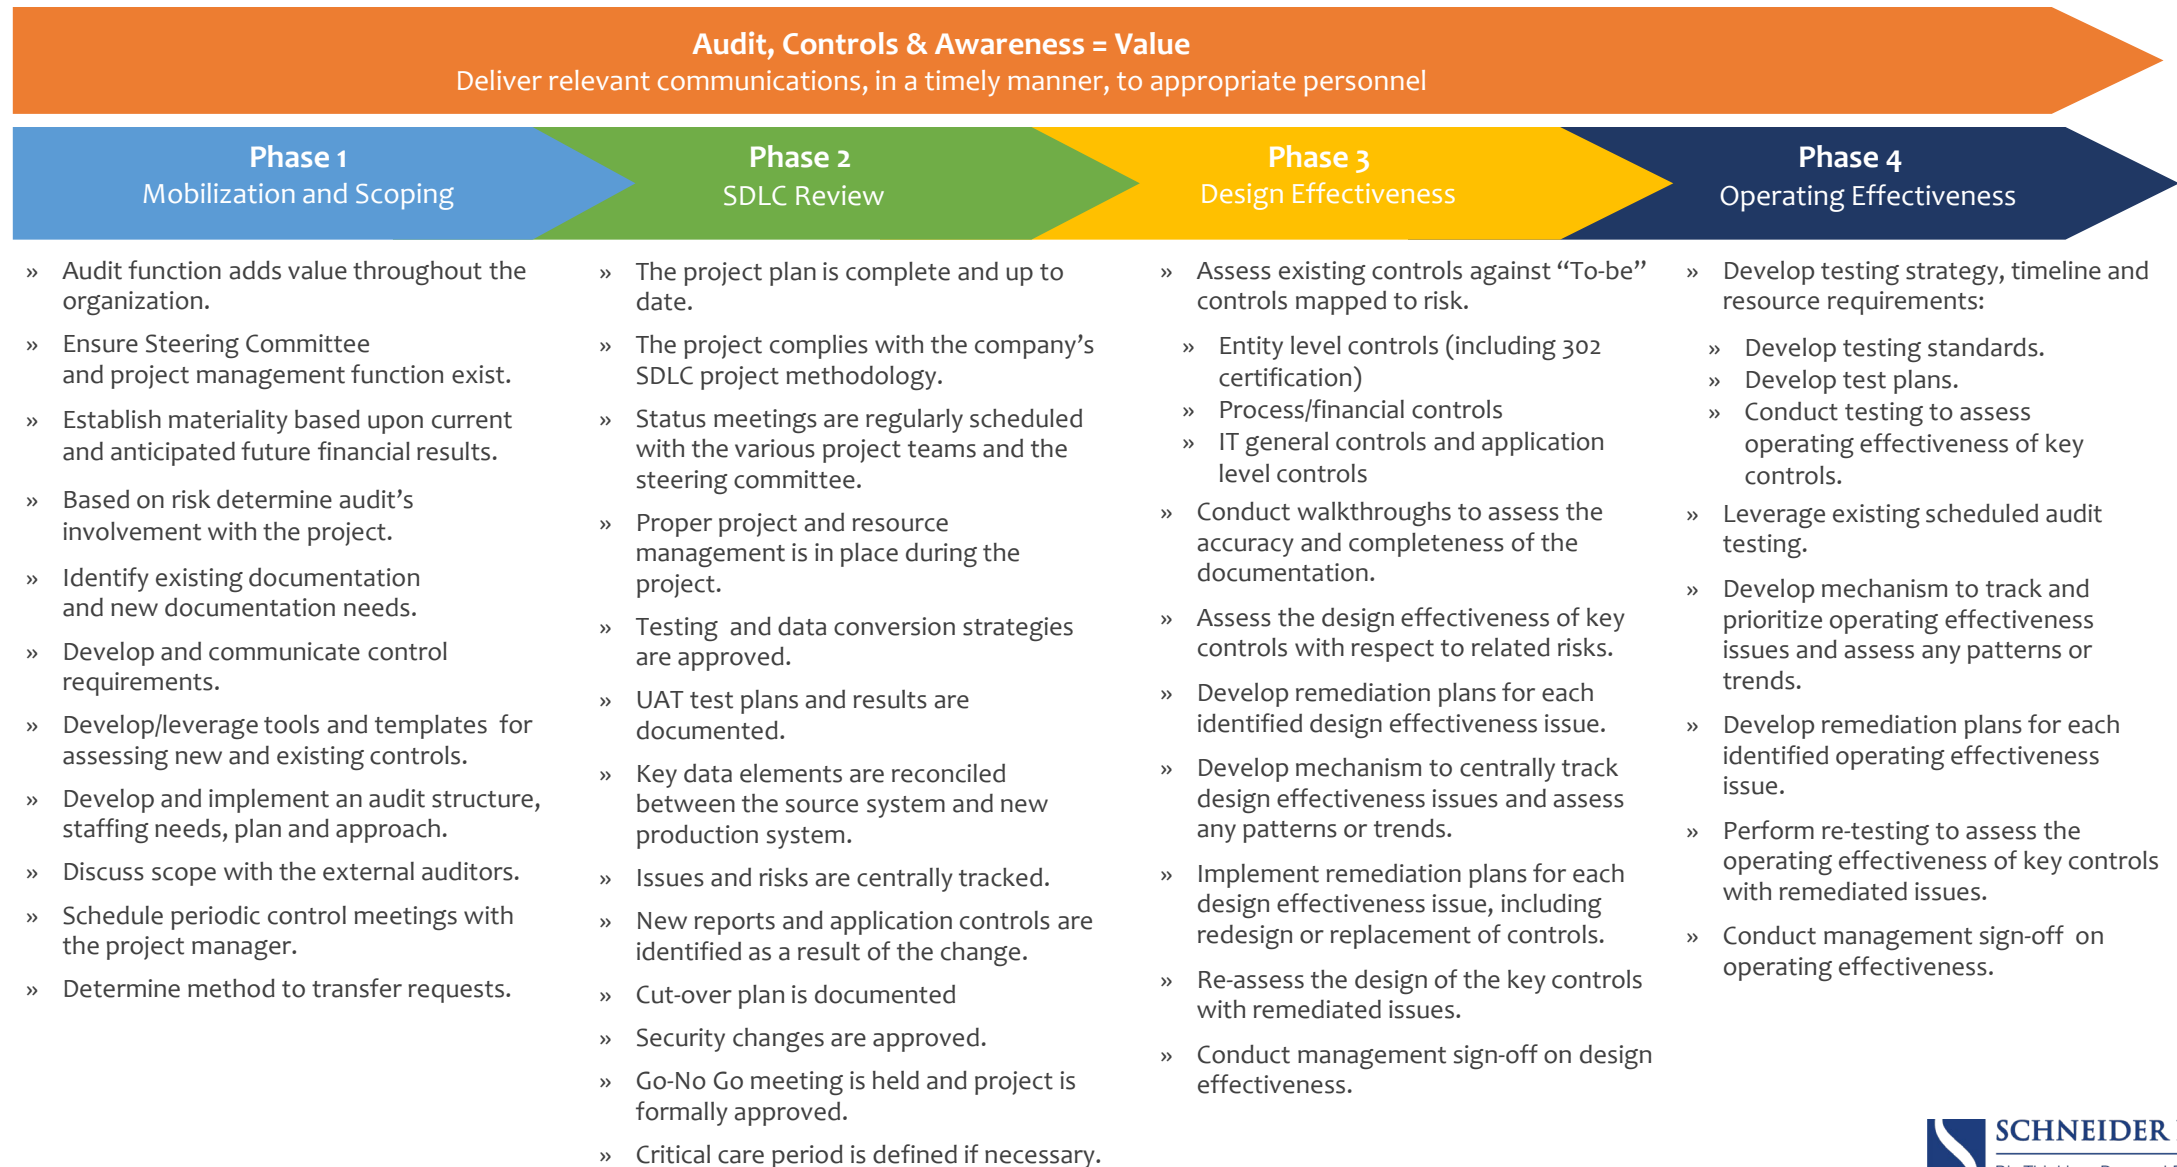 Audit, Controls & Awareness = Value
Deliver relevant communications, in a timely manner, to appropriate personnel
Phase 1
Mobilization and Scoping
» Audit function adds value throughout the
organization.
» Ensure Steering Committee
and project management function exist.
» Establish materiality based upon current
and anticipated future financial results.
» Based on risk determine audit’s
involvement with the project.
» Identify existing documentation
and new documentation needs.
» Develop and communicate control
requirements.
» Develop/leverage tools and templates for
assessing new and existing controls.
» Develop and implement an audit structure,
staffing needs, plan and approach.
» Discuss scope with the external auditors.
» Schedule periodic control meetings with
the project manager.
» Determine method to transfer requests.
Phase 2
SDLC Review
» The project plan is complete and up to
date.
» The project complies with the company’s
SDLC project methodology.
» Status meetings are regularly scheduled
with the various project teams and the
steering committee.
» Proper project and resource
management is in place during the
project.
» Testing and data conversion strategies
are approved.
» UAT test plans and results are
documented.
» Key data elements are reconciled
between the source system and new
production system.
» Issues and risks are centrally tracked.
» New reports and application controls are
identified as a result of the change.
» Cut-over plan is documented
» Security changes are approved.
» Go-No Go meeting is held and project is
formally approved.
» Critical care period is defined if necessary.
Phase 3
Design Effectiveness
» Assess existing controls against “To-be”
controls mapped to risk.
» Entity level controls (including 302
certification)
» Process/financial controls
» IT general controls and application
level controls
» Conduct walkthroughs to assess the
accuracy and completeness of the
documentation.
» Assess the design effectiveness of key
controls with respect to related risks.
» Develop remediation plans for each
identified design effectiveness issue.
» Develop mechanism to centrally track
design effectiveness issues and assess
any patterns or trends.
» Implement remediation plans for each
design effectiveness issue, including
redesign or replacement of controls.
» Re-assess the design of the key controls
with remediated issues.
» Conduct management sign-off on design
effectiveness.
Phase 4
Operating Effectiveness
» Develop testing strategy, timeline and
resource requirements:
» Develop testing standards.
» Develop test plans.
» Conduct testing to assess
operating effectiveness of key
controls.
» Leverage existing scheduled audit
testing.
» Develop mechanism to track and
prioritize operating effectiveness
issues and assess any patterns or
trends.
» Develop remediation plans for each
identified operating effectiveness
issue.
» Perform re-testing to assess the
operating effectiveness of key controls
with remediated issues.
» Conduct management sign-off on
operating effectiveness.
SCHNEIDER